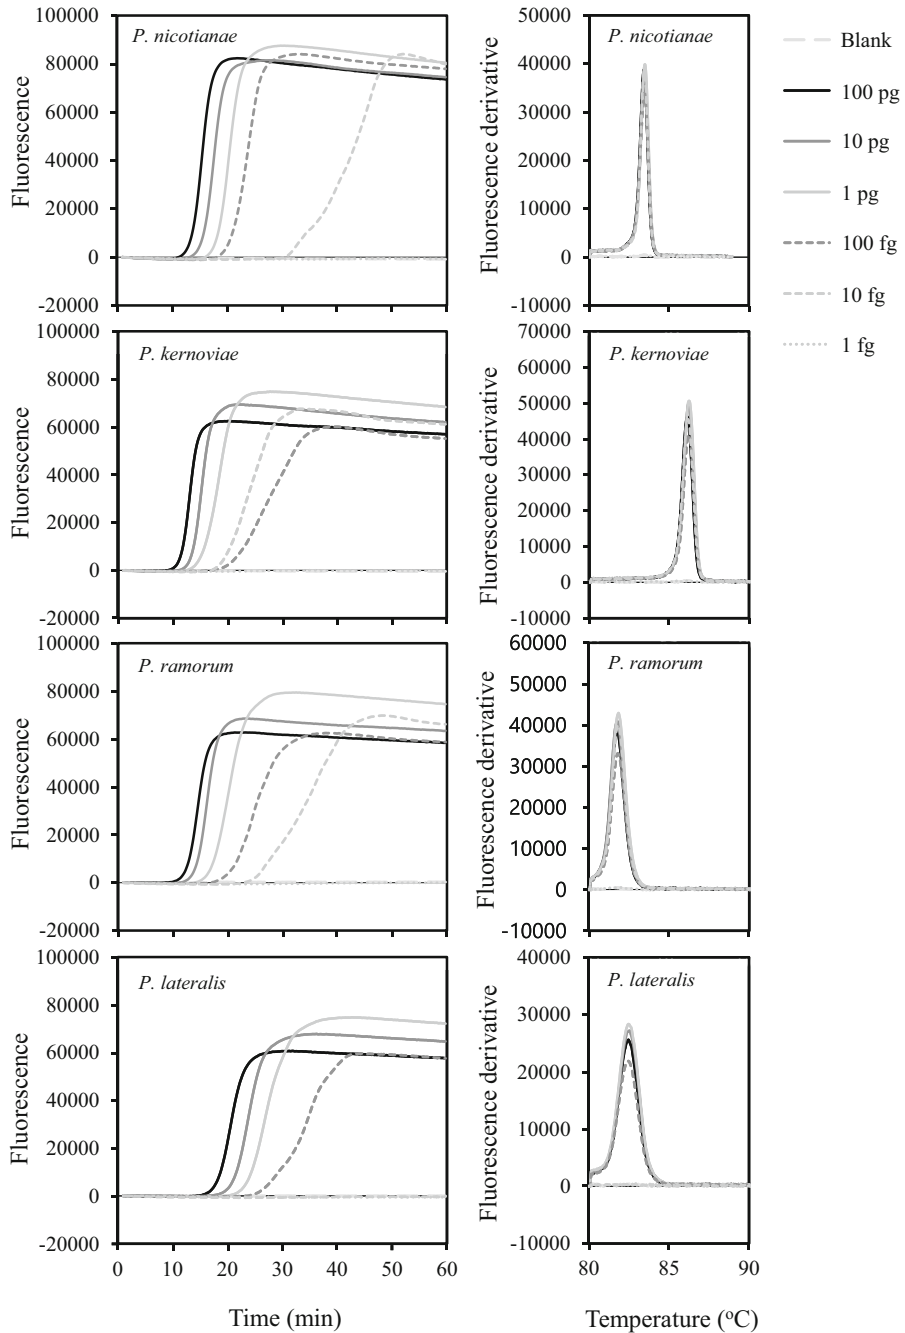 P. nicotianae
100000
80000
60000
40000
20000
0
-20000
Fluorescence
P. nicotianae
50000
40000
30000
20000
10000
0
-10000
Fluorescence derivative
Blank
100 pg
10 pg
1 pg
100 fg
10 fg
1 fg
P. kernoviae
100000
80000
60000
40000
20000
0
-20000
Fluorescence
P. kernoviae
70000
60000
50000
40000
30000
20000
10000
0
-10000
Fluorescence derivative
P. ramorum
100000
80000
60000
40000
20000
0
-20000
Fluorescence
P. ramorum
60000
50000
40000
30000
20000
10000
0
-10000
Fluorescence derivative
P. lateralis
100000
80000
60000
40000
20000
0
-20000
Fluorescence
0 10 20 30 40 50 60
Time (min)
P. lateralis
40000
30000
20000
10000
0
-10000
Fluorescence derivative
80 85 90
Temperature (°C)